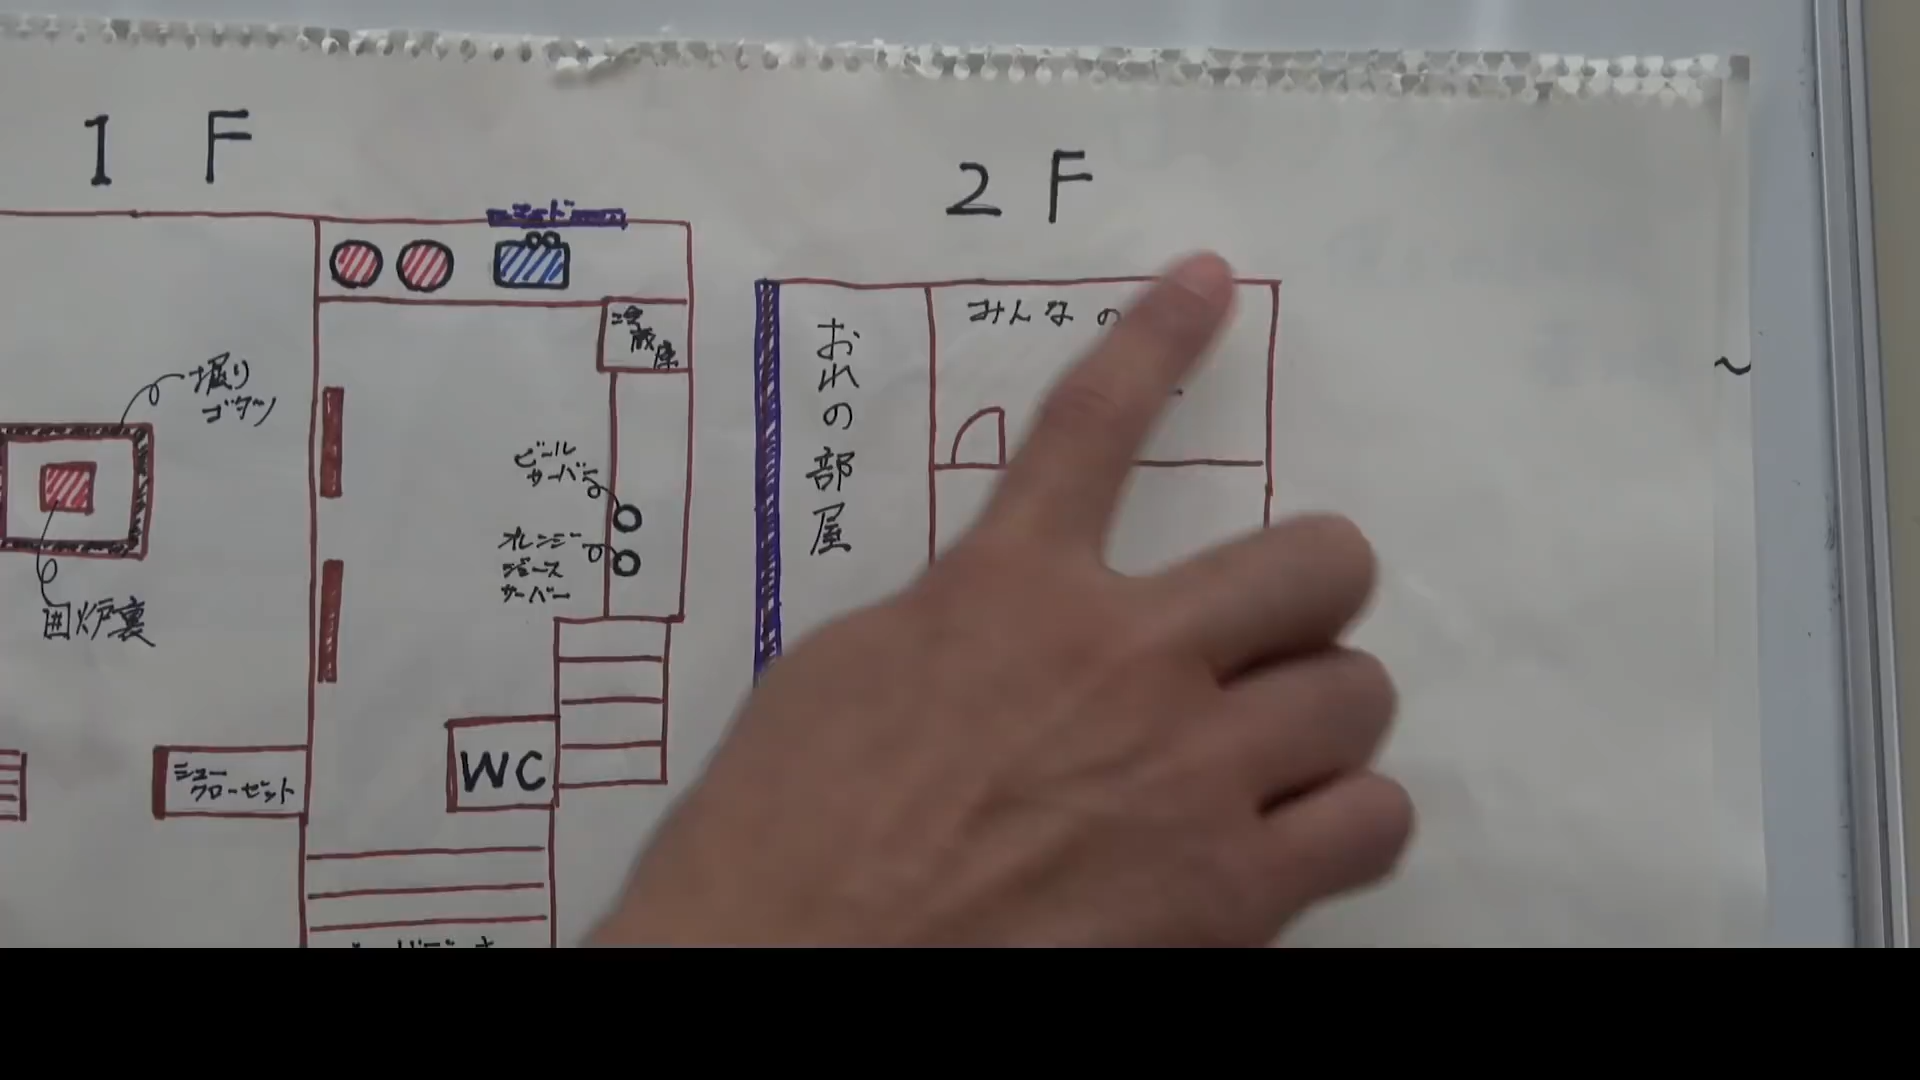 1 F
2 F
冷
蔵
庫
みんなの
おれの部屋
掘り
ゴタツ
ビール
サーバー
オレンジ
ジュース
サーバー
囲炉裏
WC
シュー
クローゼット